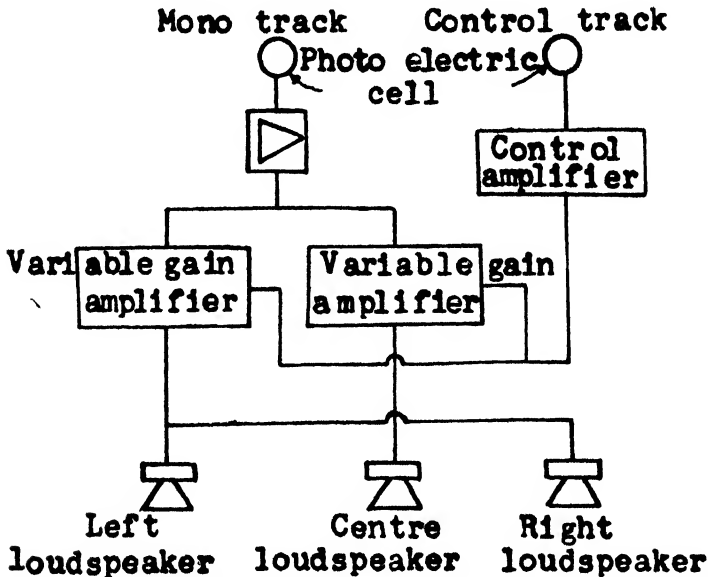 Mono track
Control track
Photo electric
cell
Control
amplifier
Variable gain
amplifier
Variable gain
amplifier
Left
loudspeaker
Centre
loudspeaker
Right
loudspeaker